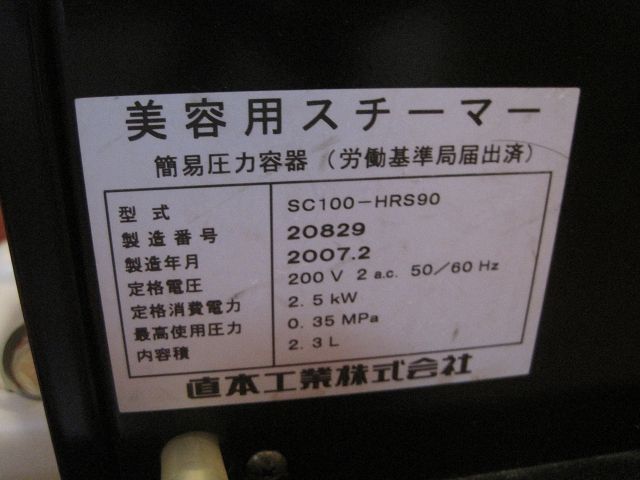 美容用スチーマー
簡易圧力容器（労働基準局届出済）
型式 SC100－HRS90
製造番号 20829
製造年月 2007.2
定格電圧 200V 2 a.c. 50／60 Hz
定格消費電力 2.5 kW
最高使用圧力 0.35 MPa
内容積 2.3 L
直本工業株式会社